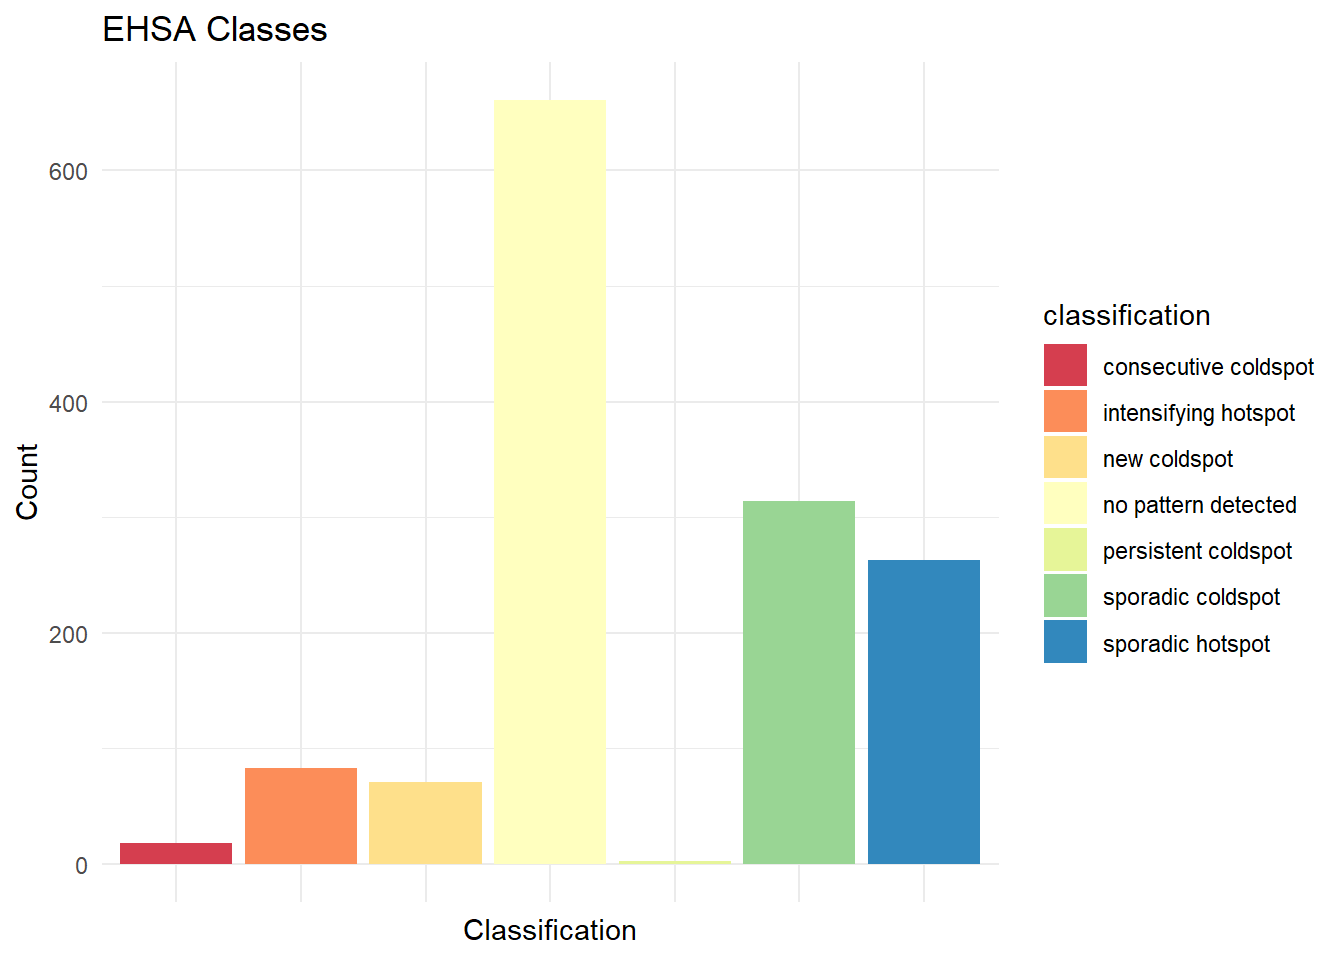 EHSA Classes
600
400
200
0
Count
Classification
classification
consecutive coldspot
intensifying hotspot
new coldspot
no pattern detected
persistent coldspot
sporadic coldspot
sporadic hotspot